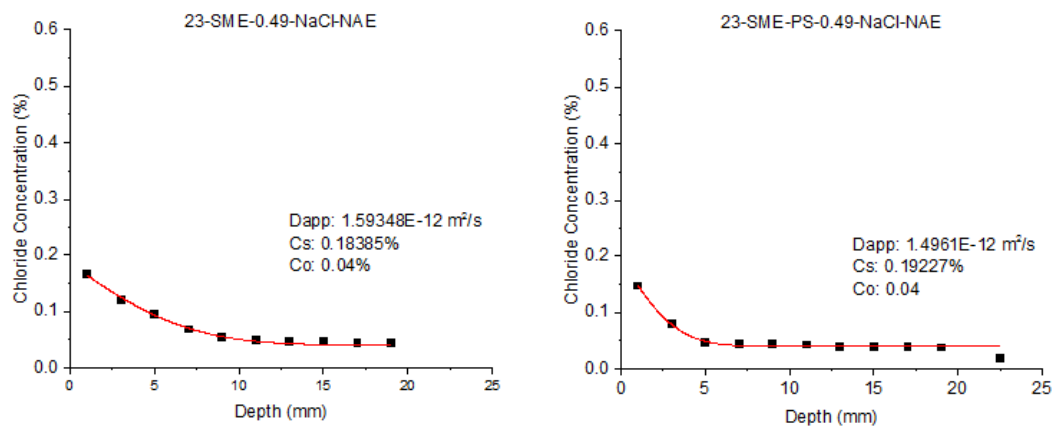 23-SME-0.49-NaCl-NAE
0.6
0.5
0.4
0.3
0.2
0.1
0.0
Chloride Concentration (%)
Dapp: 1.59348E-12 m²/s
Cs: 0.18385%
Co: 0.04%
0 5 10 15 20 25
Depth (mm)
23-SME-PS-0.49-NaCl-NAE
0.6
0.5
0.4
0.3
0.2
0.1
0.0
Chloride Concentration (%)
Dapp: 1.4961E-12 m²/s
Cs: 0.19227%
Co: 0.04
0 5 10 15 20 25
Depth (mm)